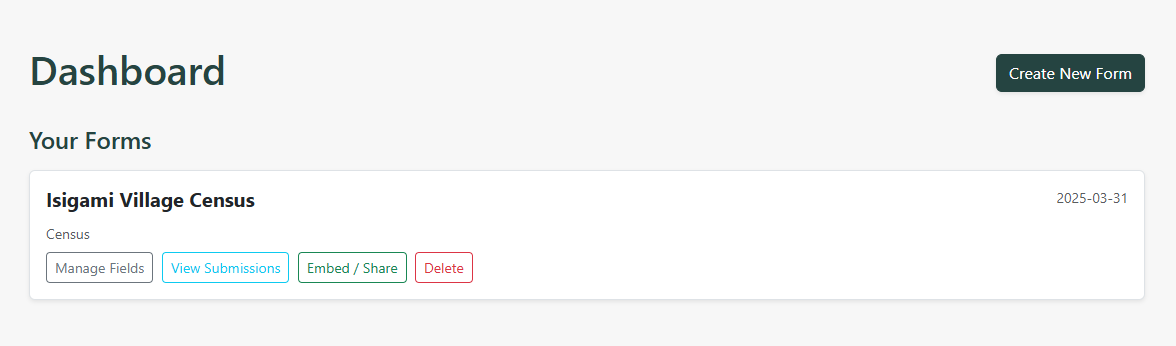 Dashboard
Create New Form
Your Forms
Isigami Village Census
2025-03-31
Census
Manage Fields
View Submissions
Embed / Share
Delete